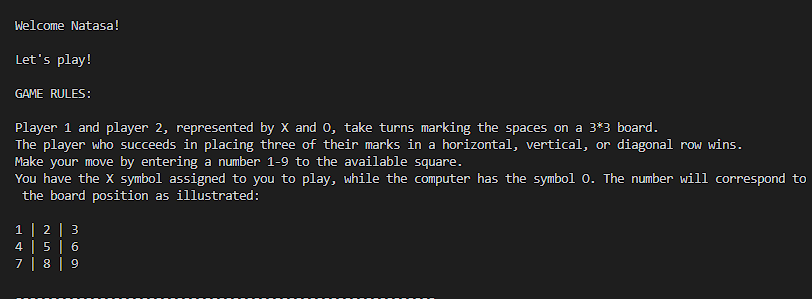 Welcome Natasa!
Let's play!
GAME RULES:
Player 1 and player 2, represented by X and O, take turns marking the spaces on a 3*3 board.
The player who succeeds in placing three of their marks in a horizontal, vertical, or diagonal row wins.
Make your move by entering a number 1-9 to the available square.
You have the X symbol assigned to you to play, while the computer has the symbol O. The number will correspond to
the board position as illustrated:
1 | 2 | 3
4 | 5 | 6
7 | 8 | 9
------------------------------------------------------------